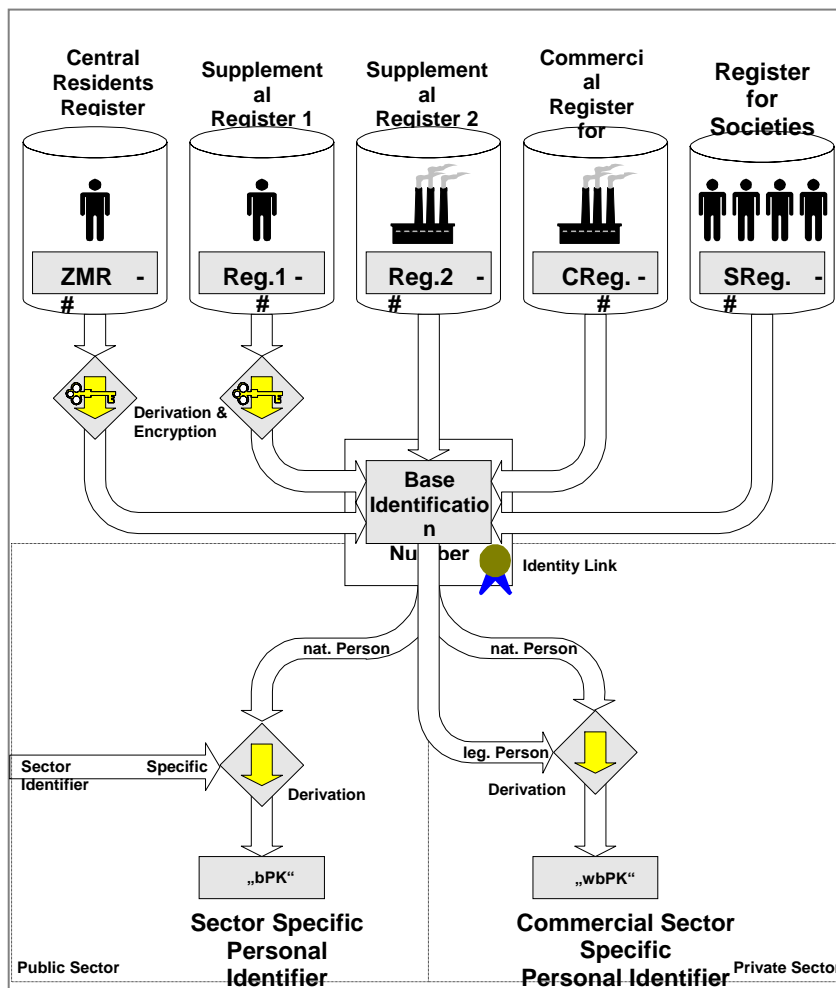 Central
Residents
Register
Supplement
al
Register 1
Supplement
al
Register 2
Commerci
al
Register
for
Register
for
Societies
ZMR -
#
Reg.1 -
#
Reg.2 -
#
CReg. -
#
SReg. -
#
Derivation &
Encryption
Base
Identificatio
n
Number
Identity Link
nat. Person
nat. Person
leg. Person
Sector Specific
Identifier
Derivation
Derivation
„bPK“
„wbPK“
Sector Specific
Personal
Identifier
Commercial Sector
Specific
Personal Identifier
Public Sector
Private Sector